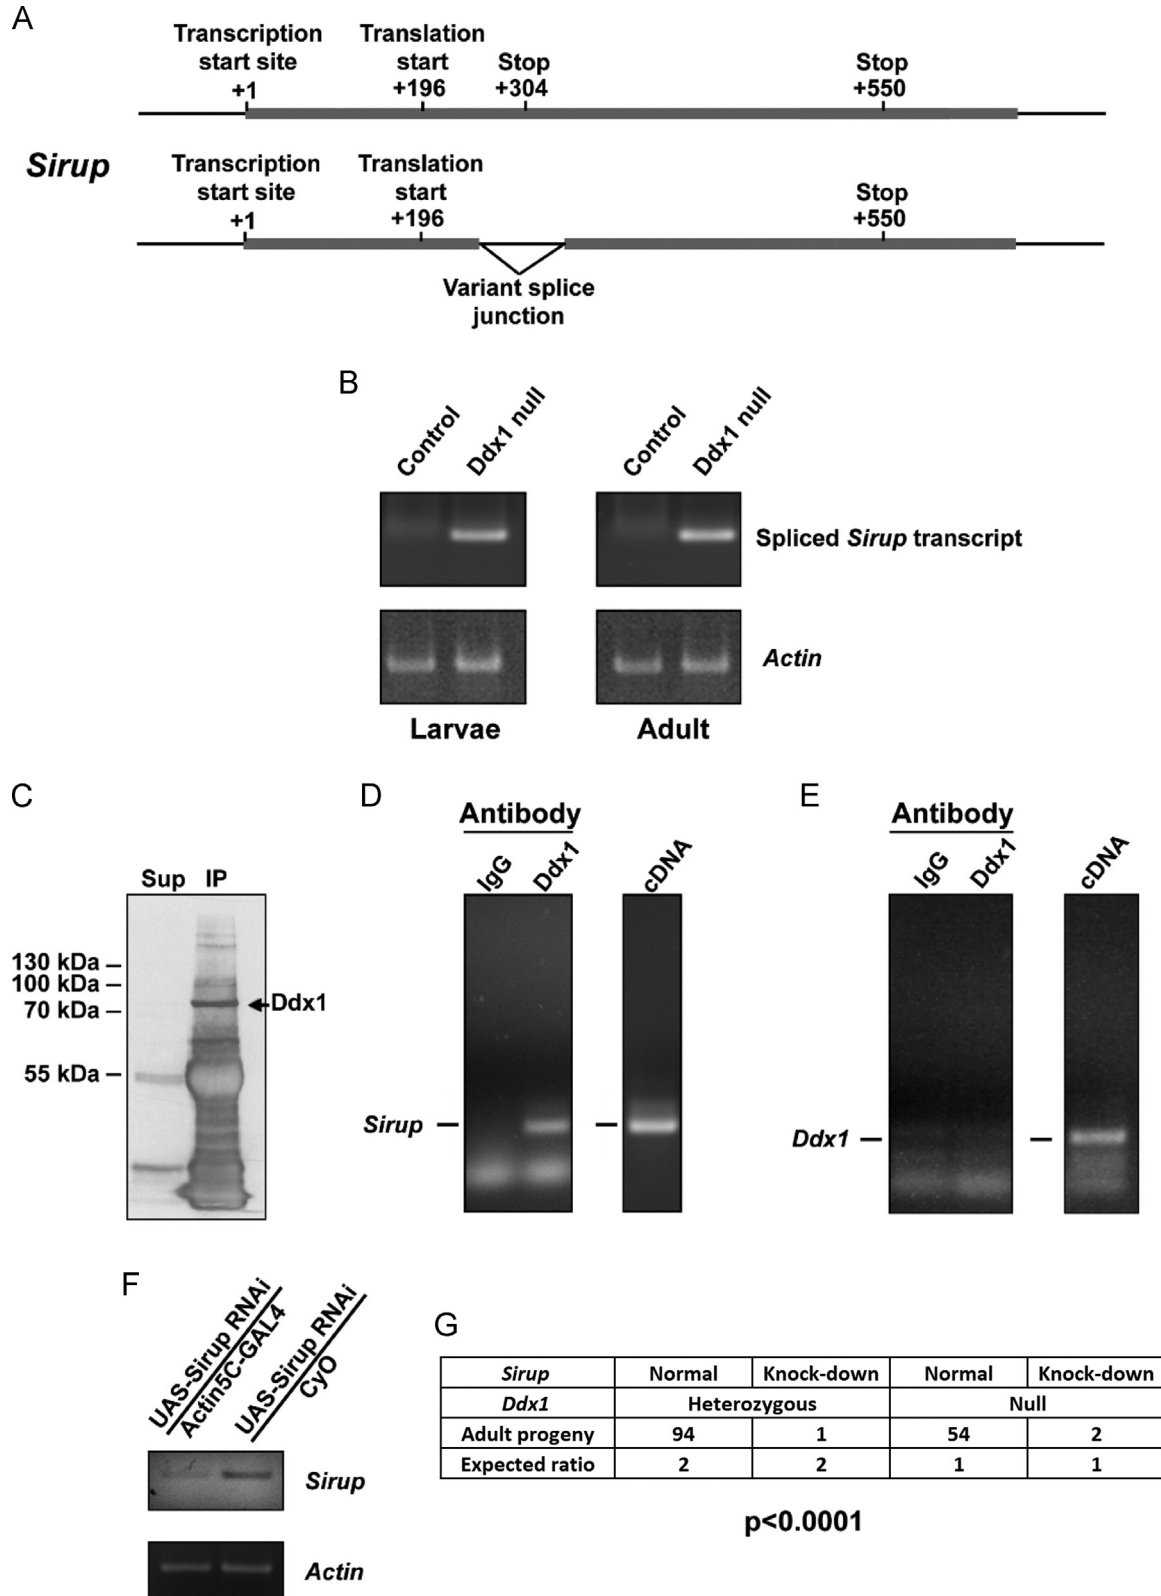 A
Transcription Translation
start site start Stop Stop
+1 +196 +304 +550
Sirup
Transcription Translation
start site start Stop
+1 +196 +550
Variant splice
junction
B
Control Ddx1 null Control Ddx1 null
Spliced Sirup transcript
Actin
Larvae Adult
C D E
Sup IP
130 kDa
100 kDa
70 kDa
55 kDa
Ddx1
Antibody
IgG Ddx1 cDNA
Sirup
Antibody
IgG Ddx1 cDNA
Ddx1
F
UAS-Sirup RNAi
Actin5C-GAL4
UAS-Sirup RNAi
CyO
Sirup
Actin
G
Sirup Normal Knock-down Normal Knock-down
Ddx1 Heterozygous Null
Adult progeny 94 1 54 2
Expected ratio 2 2 1 1
p<0.0001